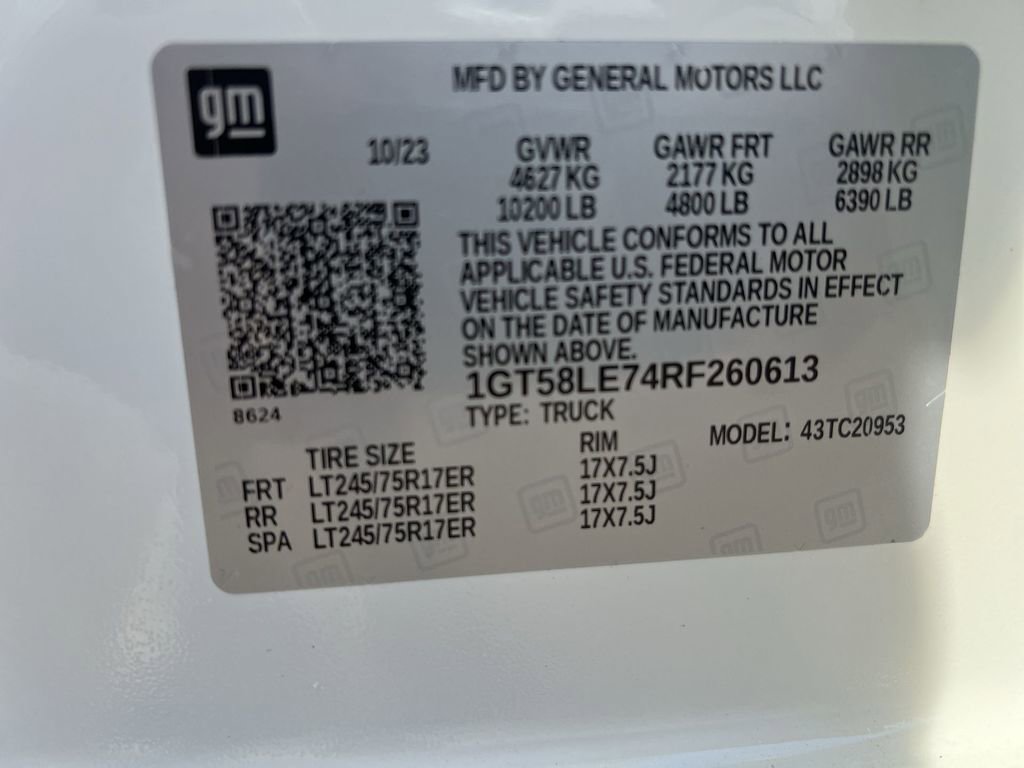 gm
MFD BY GENERAL MOTORS LLC
10/23 GVWR GAWR FRT GAWR RR
4627 KG 2177 KG 2898 KG
10200 LB 4800 LB 6390 LB
THIS VEHICLE CONFORMS TO ALL
APPLICABLE U.S. FEDERAL MOTOR
VEHICLE SAFETY STANDARDS IN EFFECT
ON THE DATE OF MANUFACTURE
SHOWN ABOVE.
1GT58LE74RF260613
8624
TYPE: TRUCK
MODEL: 43TC20953
TIRE SIZE RIM
FRT LT245/75R17ER 17X7.5J
RR LT245/75R17ER 17X7.5J
SPA LT245/75R17ER 17X7.5J